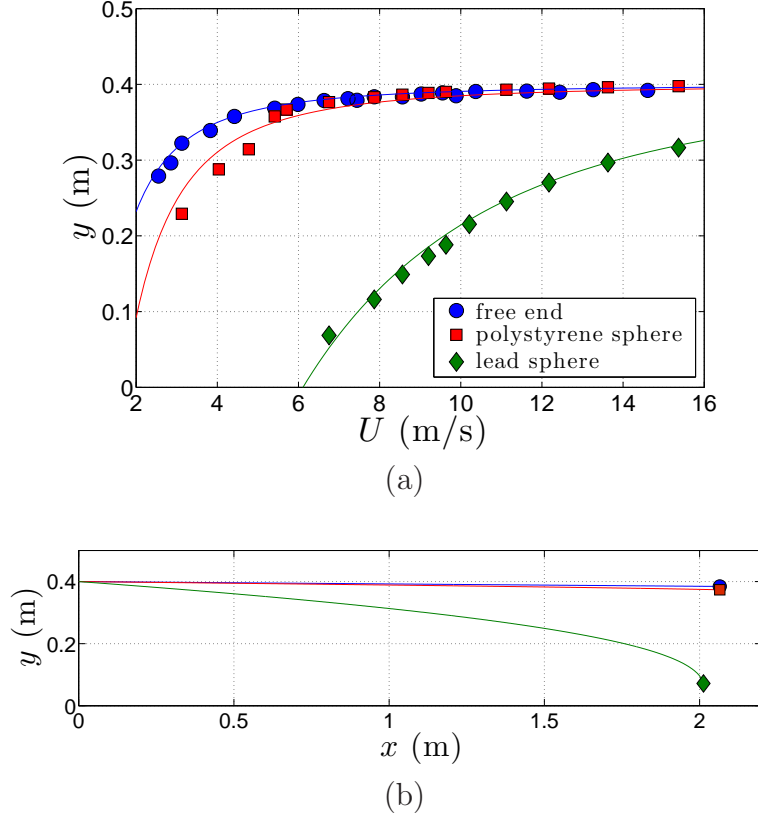 0.5
0.4
0.3
0.2
0.1
0
y (m)
free end
polystyrene sphere
lead sphere
2 4 6 8 10 12 14 16
U (m/s)
(a)
0.4
0.2
0
y (m)
0 0.5 1 1.5 2
x (m)
(b)